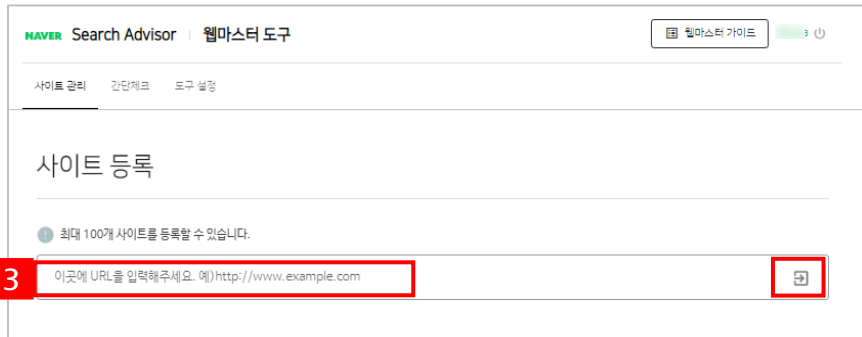 NAVER Search Advisor 웹마스터 도구
웹마스터 가이드
사이트 관리 간단체크 도구 설정
사이트 등록
최대 100개 사이트를 등록할 수 있습니다.
3
이곳에 URL을 입력해주세요. 예)http://www.example.com